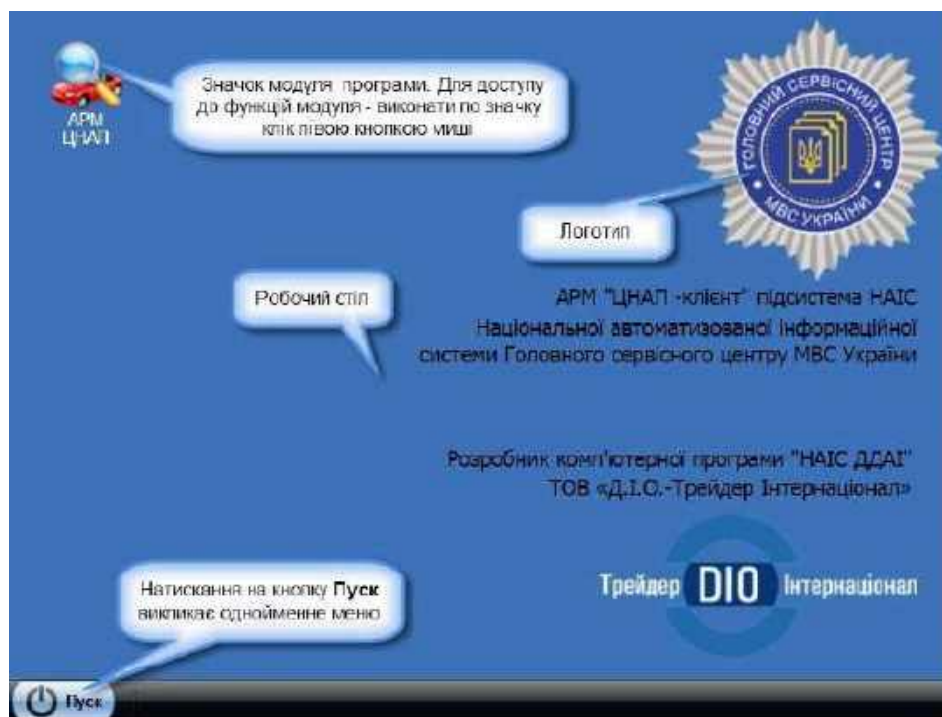 АРМ
ЦНАП
Значок модуля програми. Для доступу
до функцій модуля - виконати по значку
клік лівою кнопкою миші
ГОЛОВНИЙ СЕРВІСНИЙ ЦЕНТР
МВС УКРАЇНИ
Логотип
Робочий стіл
АРМ "ЦНАП -клієнт" підсистема НАІС
Національної автоматизованої інформаційної
системи Головного сервісного центру МВС України
Розробник комп'ютерної програми "НАІС ДДАІ"
ТОВ «Д.І.О.-Трейдер Інтернаціонал»
Трейдер DIO Інтернаціонал
Натискання на кнопку Пуск
викликає однойменне меню
Пуск